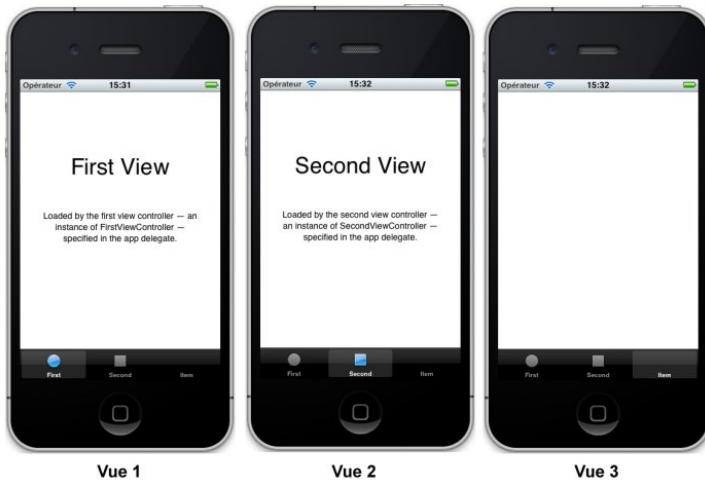 Opérateur 15:31
First View
Loaded by the first view controller — an
instance of FirstViewController —
specified in the app delegate.
First Second Item
Vue 1
Opérateur 15:32
Second View
Loaded by the second view controller —
an instance of SecondViewController —
specified in the app delegate.
First Second Item
Vue 2
Opérateur 15:32
First Second Item
Vue 3